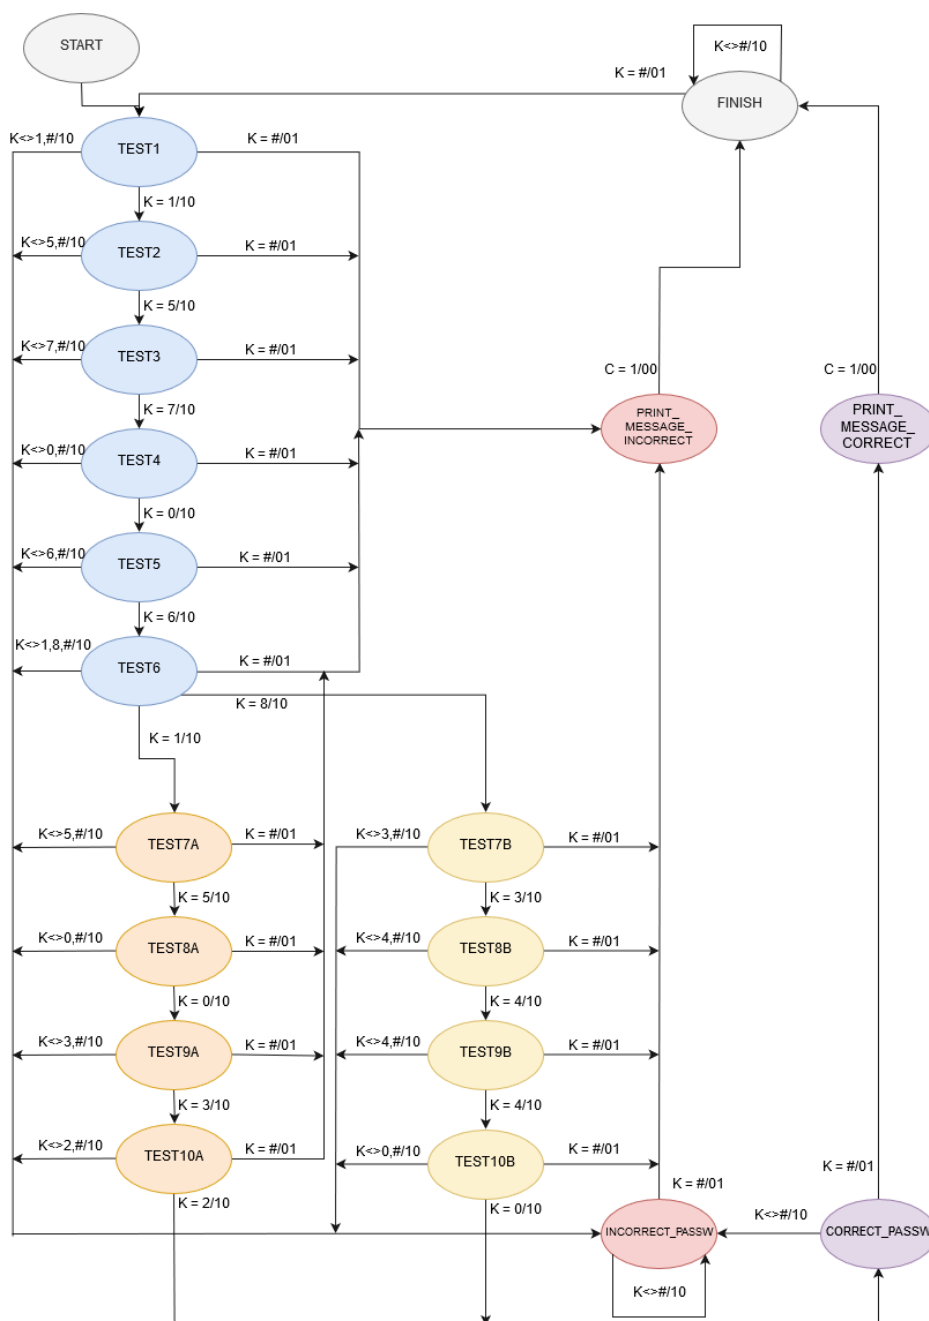 START
K<>#/10
K = #/01
FINISH
K<>1,#/10
TEST1
K = #/01
K = 1/10
K<>5,#/10
TEST2
K = #/01
K = 5/10
K<>7,#/10
TEST3
K = #/01
K = 7/10
C = 1/00
C = 1/00
PRINT_
MESSAGE_
INCORRECT
PRINT_
MESSAGE_
CORRECT
K<>0,#/10
TEST4
K = #/01
K = 0/10
K<>6,#/10
TEST5
K = #/01
K = 6/10
K<>1,8,#/10
TEST6
K = #/01
K = 8/10
K = 1/10
K<>5,#/10
TEST7A
K = #/01
K<>3,#/10
TEST7B
K = #/01
K = 5/10
K = 3/10
K<>0,#/10
TEST8A
K = #/01
K<>4,#/10
TEST8B
K = #/01
K = 0/10
K = 4/10
K<>3,#/10
TEST9A
K = #/01
K<>4,#/10
TEST9B
K = #/01
K = 3/10
K = 4/10
K<>2,#/10
TEST10A
K = #/01
K<>0,#/10
TEST10B
K = #/01
K = #/01
K = #/01
K = 2/10
K = 0/10
K<>#/10
INCORRECT_PASSW
CORRECT_PASSW
K<>#/10